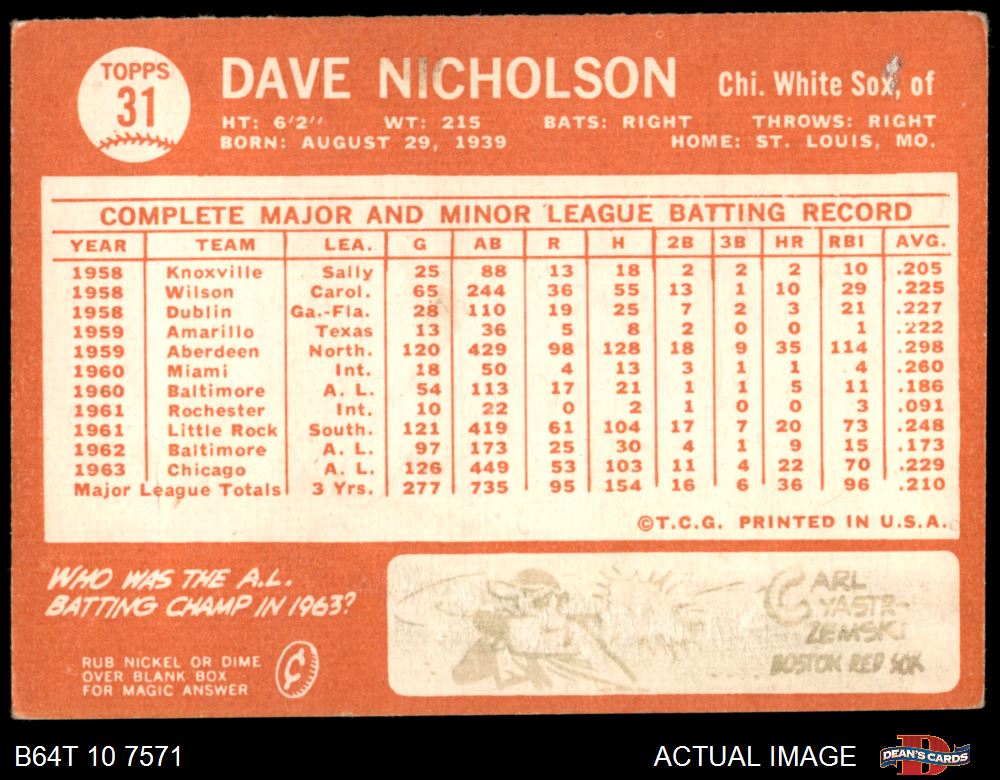 TOPPS
31
DAVE NICHOLSON
Chi. White Sox, of
HT: 6'2'' WT: 215 BATS: RIGHT THROWS: RIGHT
BORN: AUGUST 29, 1939 HOME: ST. LOUIS, MO.
COMPLETE MAJOR AND MINOR LEAGUE BATTING RECORD
YEAR TEAM LEA. G AB R H 2B 3B HR RBI AVG.
1958 Knoxville Sally 25 88 13 18 2 2 2 10 .205
1958 Wilson Carol. 65 244 36 55 13 1 10 29 .225
1958 Dublin Ga.-Fla. 28 110 19 25 7 2 3 21 .227
1959 Amarillo Texas 13 36 5 8 2 0 0 1 .222
1959 Aberdeen North. 120 429 98 128 18 9 35 114 .298
1960 Miami Int. 18 50 4 13 3 1 1 4 .260
1960 Baltimore A. L. 54 113 17 21 1 1 5 11 .186
1961 Rochester Int. 10 22 0 2 1 0 0 3 .091
1961 Little Rock South. 121 419 61 104 17 7 20 73 .248
1962 Baltimore A. L. 97 173 25 30 4 1 9 15 .173
1963 Chicago A. L. 126 449 53 103 11 4 22 70 .229
Major League Totals 3 Yrs. 277 735 95 154 16 6 36 96 .210
©T.C.G. PRINTED IN U.S.A.
WHO WAS THE A.L.
BATTING CHAMP IN 1963?
RUB NICKEL OR DIME
OVER BLANK BOX
FOR MAGIC ANSWER
CARL
YASTR-
ZEMSKI
BOSTON RED SOX
B64T 10 7571
ACTUAL IMAGE
DEAN'S CARDS